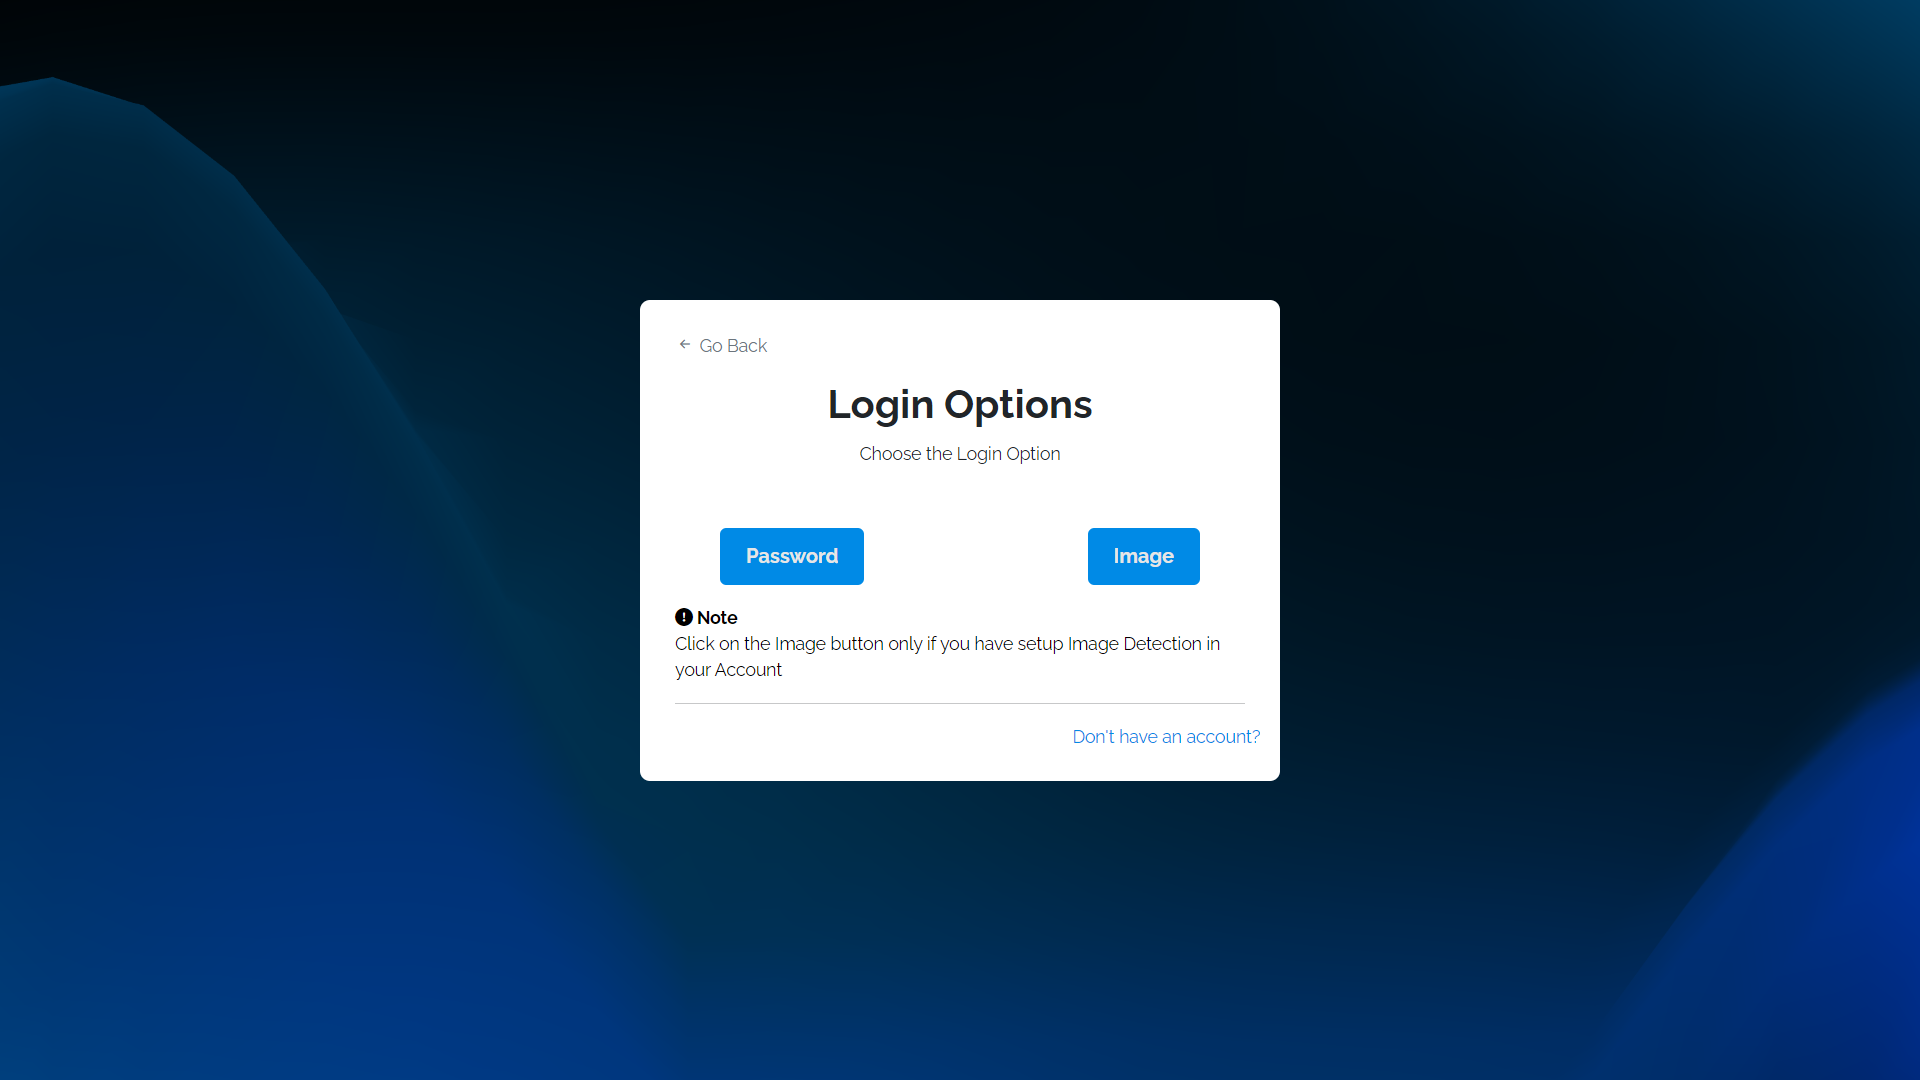 Go Back
Login Options
Choose the Login Option
Password
Image
Note
Click on the Image button only if you have setup Image Detection in
your Account
Don't have an account?